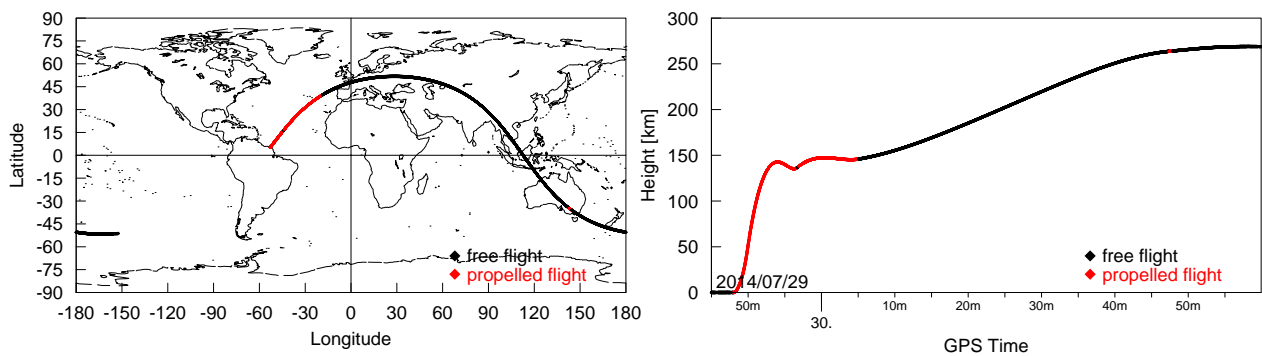 90
75
60
45
30
15
0
-15
-30
-45
-60
-75
-90
Latitude
-180 -150 -120 -90 -60 -30 0 30 60 90 120 150 180
Longitude
free flight
propelled flight
300
250
200
150
100
50
0
Height [km]
2014/07/29
50m 10m 20m 30m 40m 50m
30.
GPS Time
free flight
propelled flight